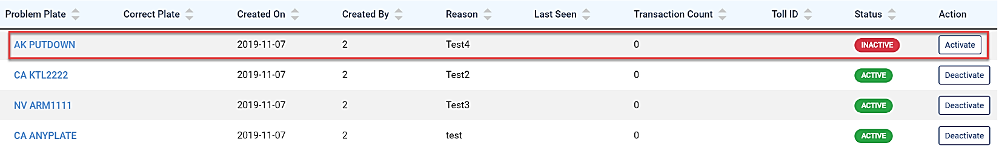 Problem Plate Correct Plate Created On Created By Reason Last Seen Transaction Count Toll ID Status Action
AK PUTDOWN 2019-11-07 2 Test4 0 INACTIVE Activate
CA KTL2222 2019-11-07 2 Test2 0 ACTIVE Deactivate
NV ARM1111 2019-11-07 2 Test3 0 ACTIVE Deactivate
CA ANYPLATE 2019-11-07 2 test 0 ACTIVE Deactivate